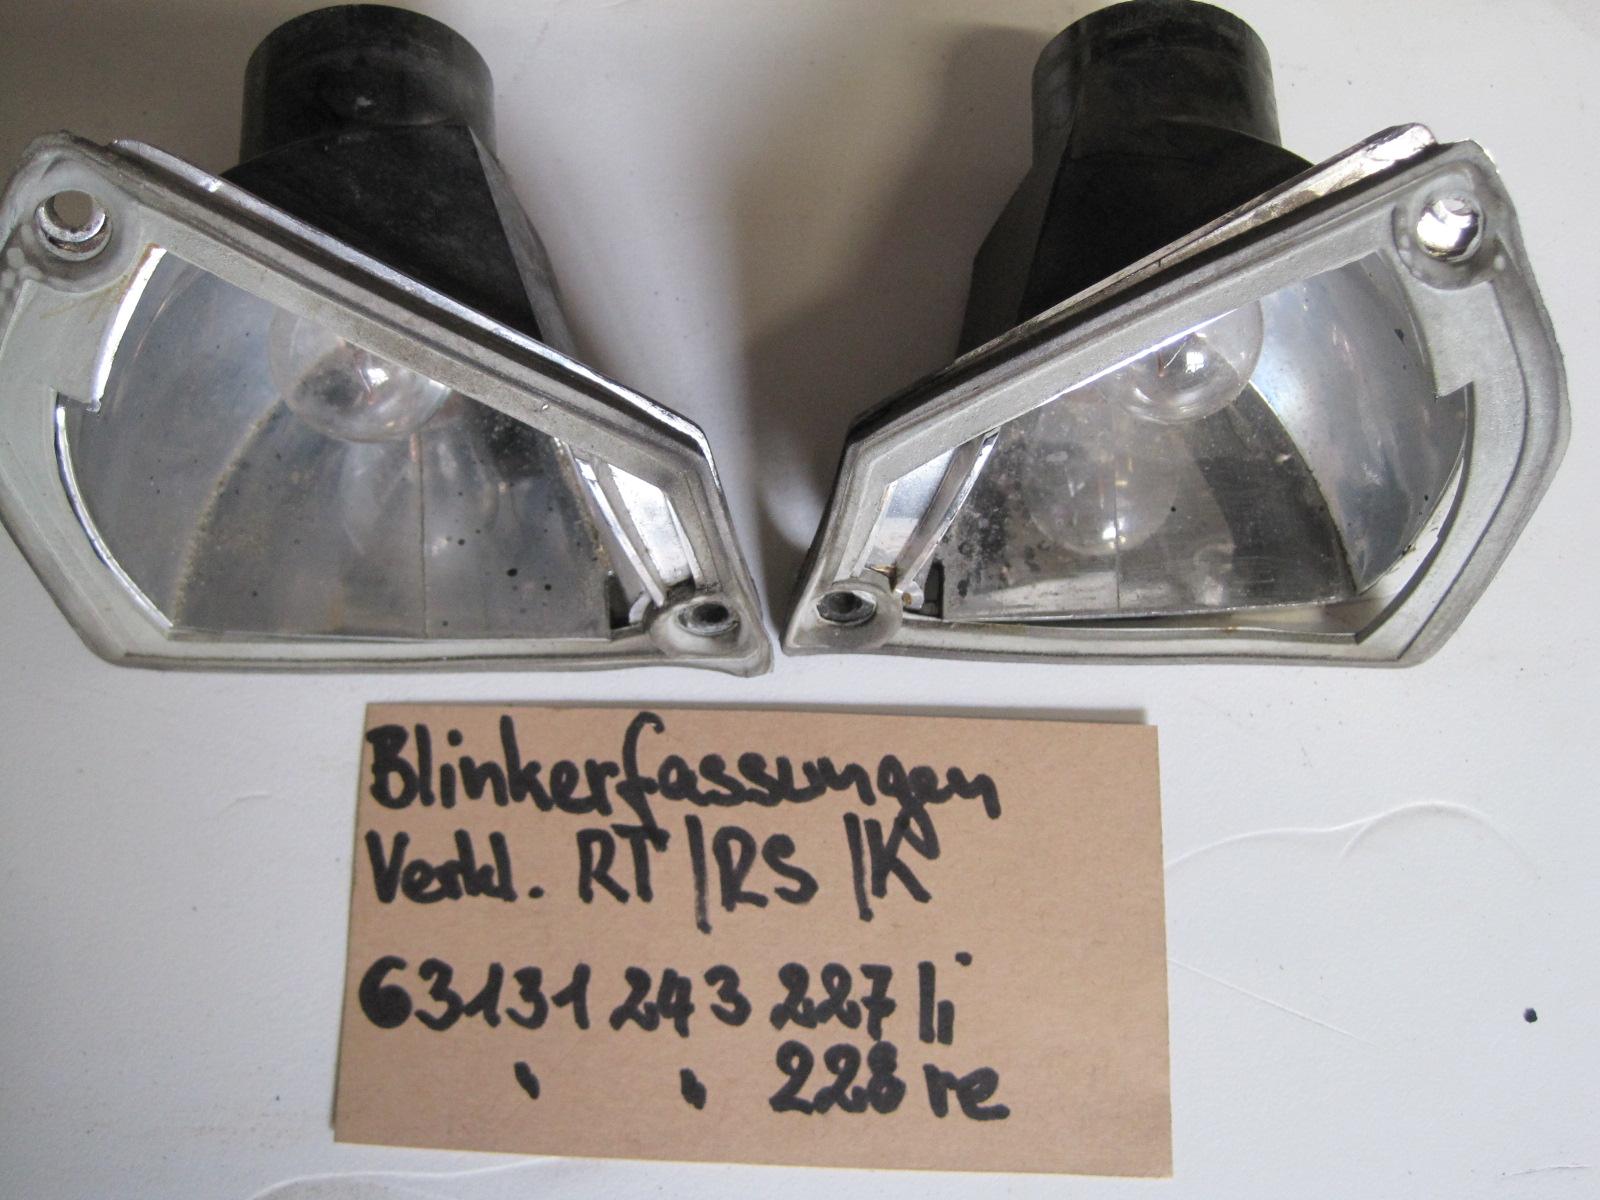 Blinkerfassungen
Verkl. RT/RS/K
63131 243 227 li
" " 228 re